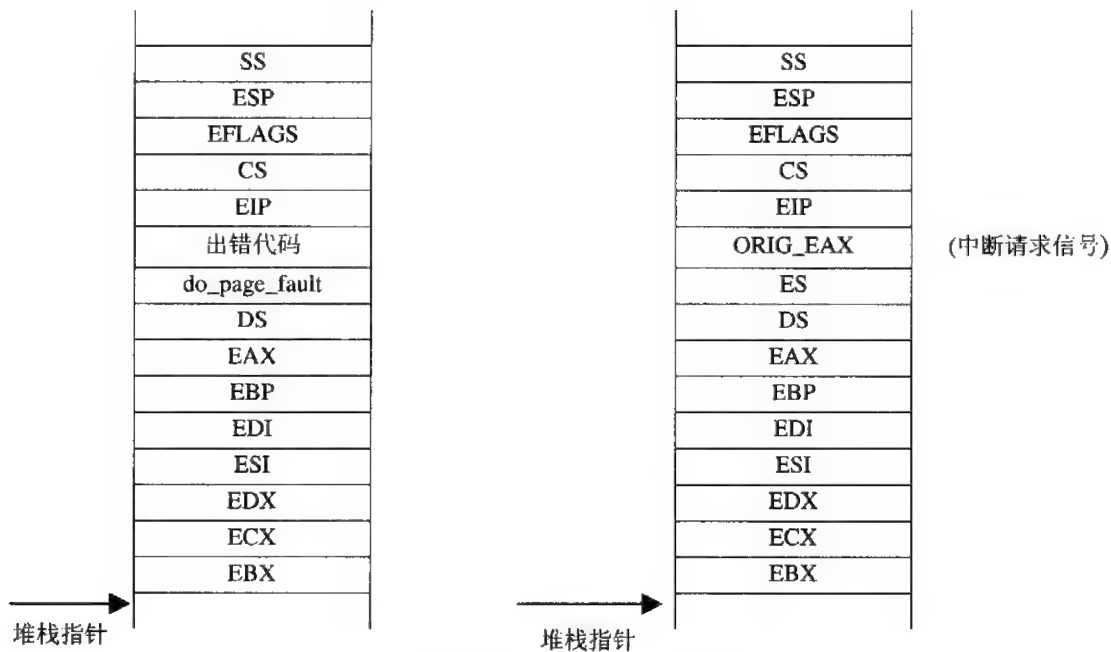 SS
ESP
EFLAGS
CS
EIP
出错代码
do_page_fault
DS
EAX
EBP
EDI
ESI
EDX
ECX
EBX
堆栈指针
SS
ESP
EFLAGS
CS
EIP
ORIG_EAX
(中断请求信号)
ES
DS
EAX
EBP
EDI
ESI
EDX
ECX
EBX
堆栈指针